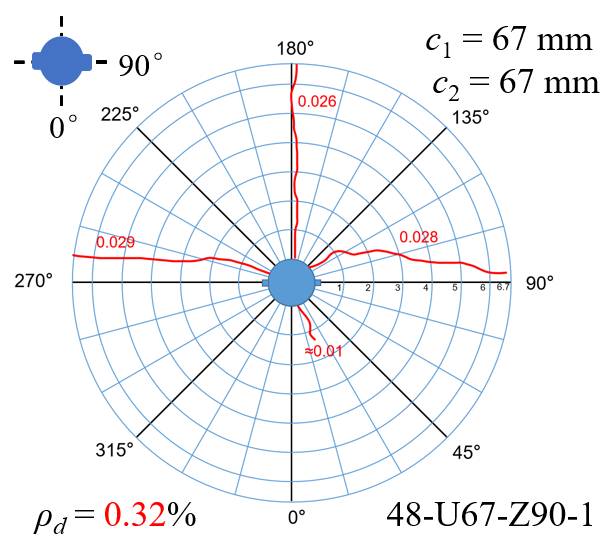 180°
c₁ = 67 mm
90°
c₂ = 67 mm
0°
225°
0.026
135°
0.029
0.028
270°
1 2 3 4 5 6 6.7
90°
≈0.01
315°
45°
ρ_d = 0.32%
0°
48-U67-Z90-1